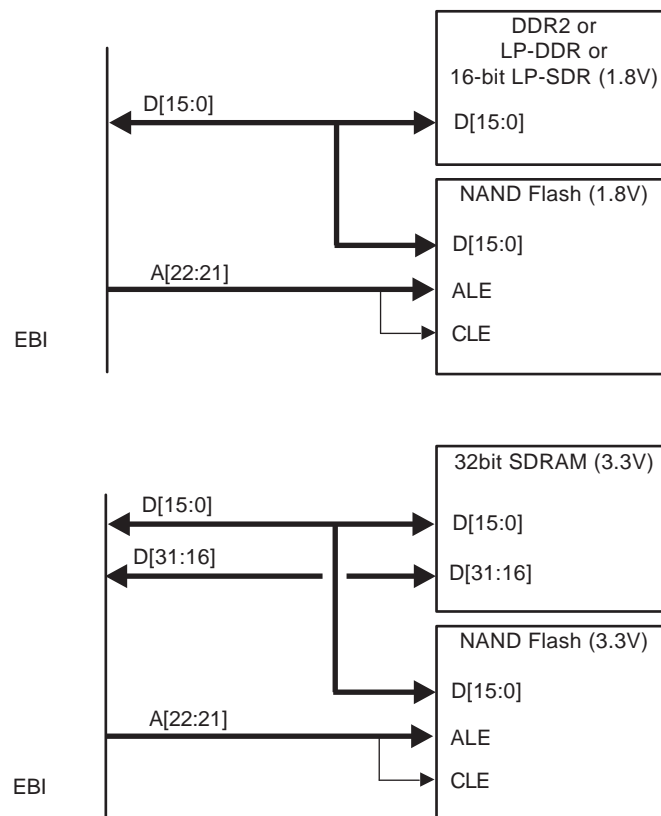 DDR2 or
LP-DDR or
16-bit LP-SDR (1.8V)
D[15:0]
D[15:0]
NAND Flash (1.8V)
D[15:0]
A[22:21]
ALE
EBI
CLE
32bit SDRAM (3.3V)
D[15:0]
D[15:0]
D[31:16]
D[31:16]
NAND Flash (3.3V)
D[15:0]
A[22:21]
ALE
EBI
CLE